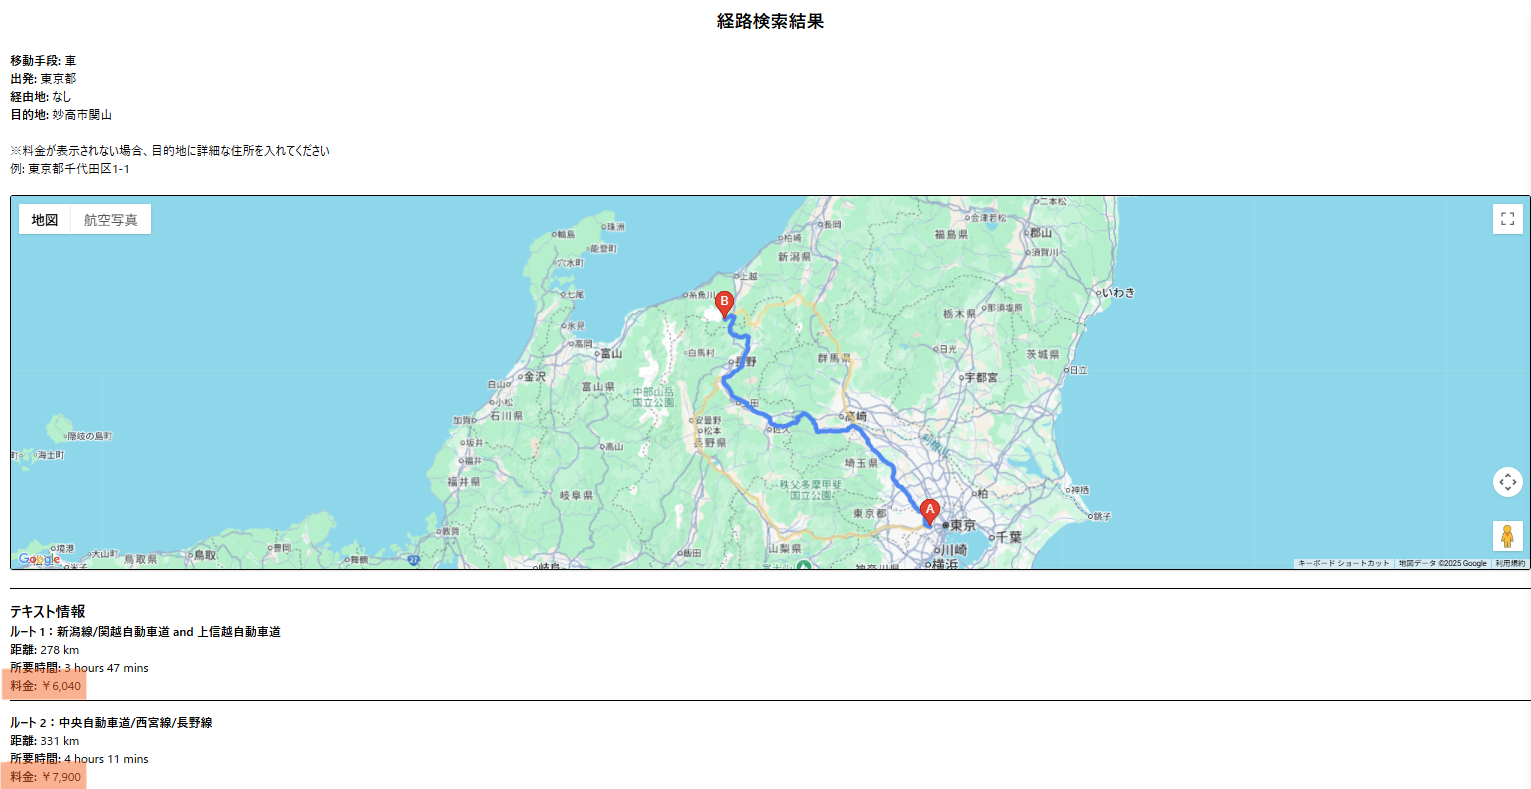 経路検索結果
移動手段: 車
出発: 東京都
経由地: なし
目的地: 妙高市関山
※料金が表示されない場合、目的地に詳細な住所を入れてください
例: 東京都千代田区1-1
地図 航空写真
二本松
珠洲
長岡
会津若松
輪島
柏崎
福島県
郡山
能登町
新潟県
須賀川
穴水町
上越
七尾
糸魚川
いわき
B
那須塩原
栃木県
氷見
高岡
富山
白馬村
長野
群馬県
日光
茨城県
日立
白山
金沢
富山県
中部山岳
国立公園
宇都宮
小松
石川県
加賀
安曇野
松本
佐久
高崎
長野県
隠岐の島町
海士町
坂井
高山
利根川
福井
埼玉県
福井県
岐阜県
秩父多摩甲斐
国立公園
柏
神栖
A
東京都
東京
銚子
敦賀
千葉
境港
大山町
鳥取県
鳥取
豊岡
舞鶴
27
飯田
山梨県
川崎
横浜
岐阜
神奈川県
米子
Google
キーボード ショートカット 地図データ ©2025 Google 利用規約
テキスト情報
ルート 1： 新潟線/関越自動車道 and 上信越自動車道
距離: 278 km
所要時間: 3 hours 47 mins
料金: ￥6,040
ルート 2： 中央自動車道/西宮線/長野線
距離: 331 km
所要時間: 4 hours 11 mins
料金: ￥7,900